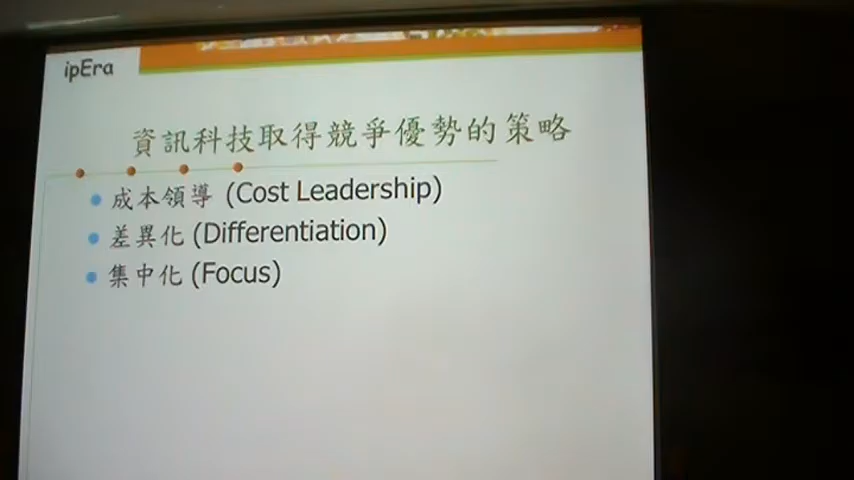 ipEra
資訊科技取得競爭優勢的策略
成本領導 (Cost Leadership)
差異化 (Differentiation)
集中化 (Focus)